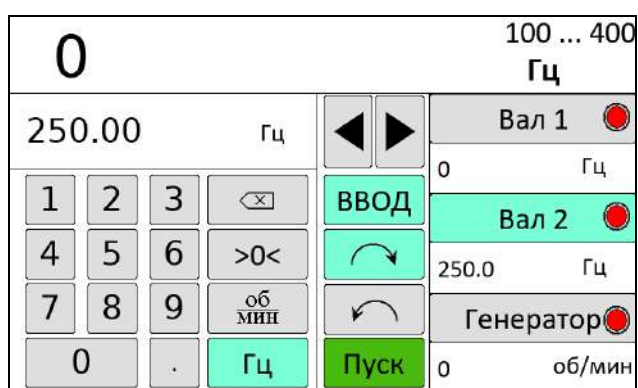 0
100 ... 400
Гц
250.00 Гц
Вал 1
0 Гц
1 2 3 ВВОД
Вал 2
4 5 6 >0<
250.0 Гц
7 8 9 об/мин
Генератор
0 . Гц Пуск
0 об/мин